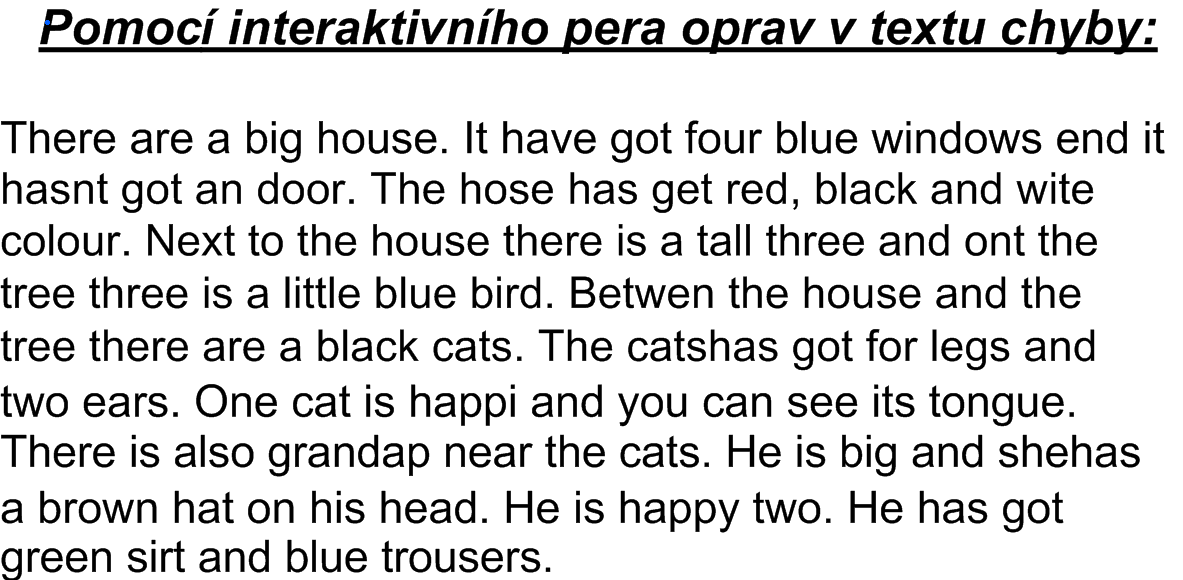 Pomocí interaktivního pera oprav v textu chyby:
There are a big house. It have got four blue windows end it
hasnt got an door. The hose has get red, black and wite
colour. Next to the house there is a tall three and ont the
tree three is a little blue bird. Betwen the house and the
tree there are a black cats. The catshas got for legs and
two ears. One cat is happi and you can see its tongue.
There is also grandap near the cats. He is big and shehas
a brown hat on his head. He is happy two. He has got
green sirt and blue trousers.